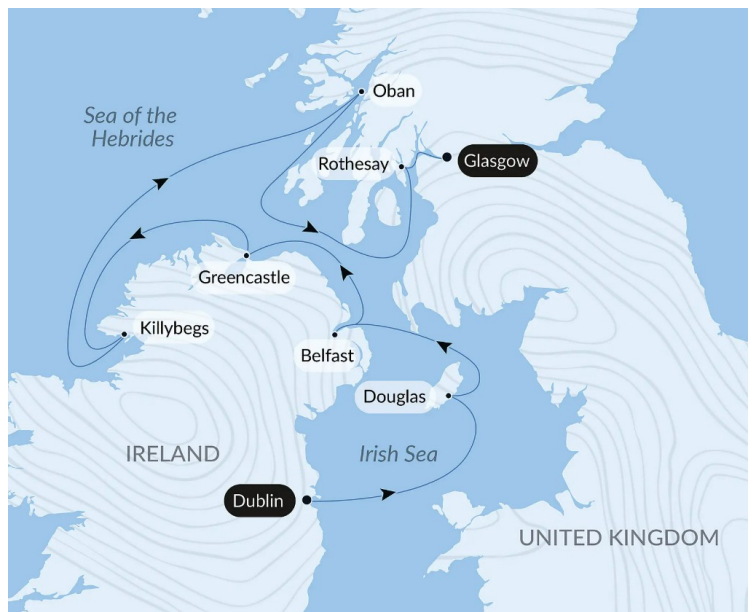 Oban
Sea of the
Hebrides
Rothesay
Glasgow
Greencastle
Killybegs
Belfast
Douglas
IRELAND
Irish Sea
Dublin
UNITED KINGDOM